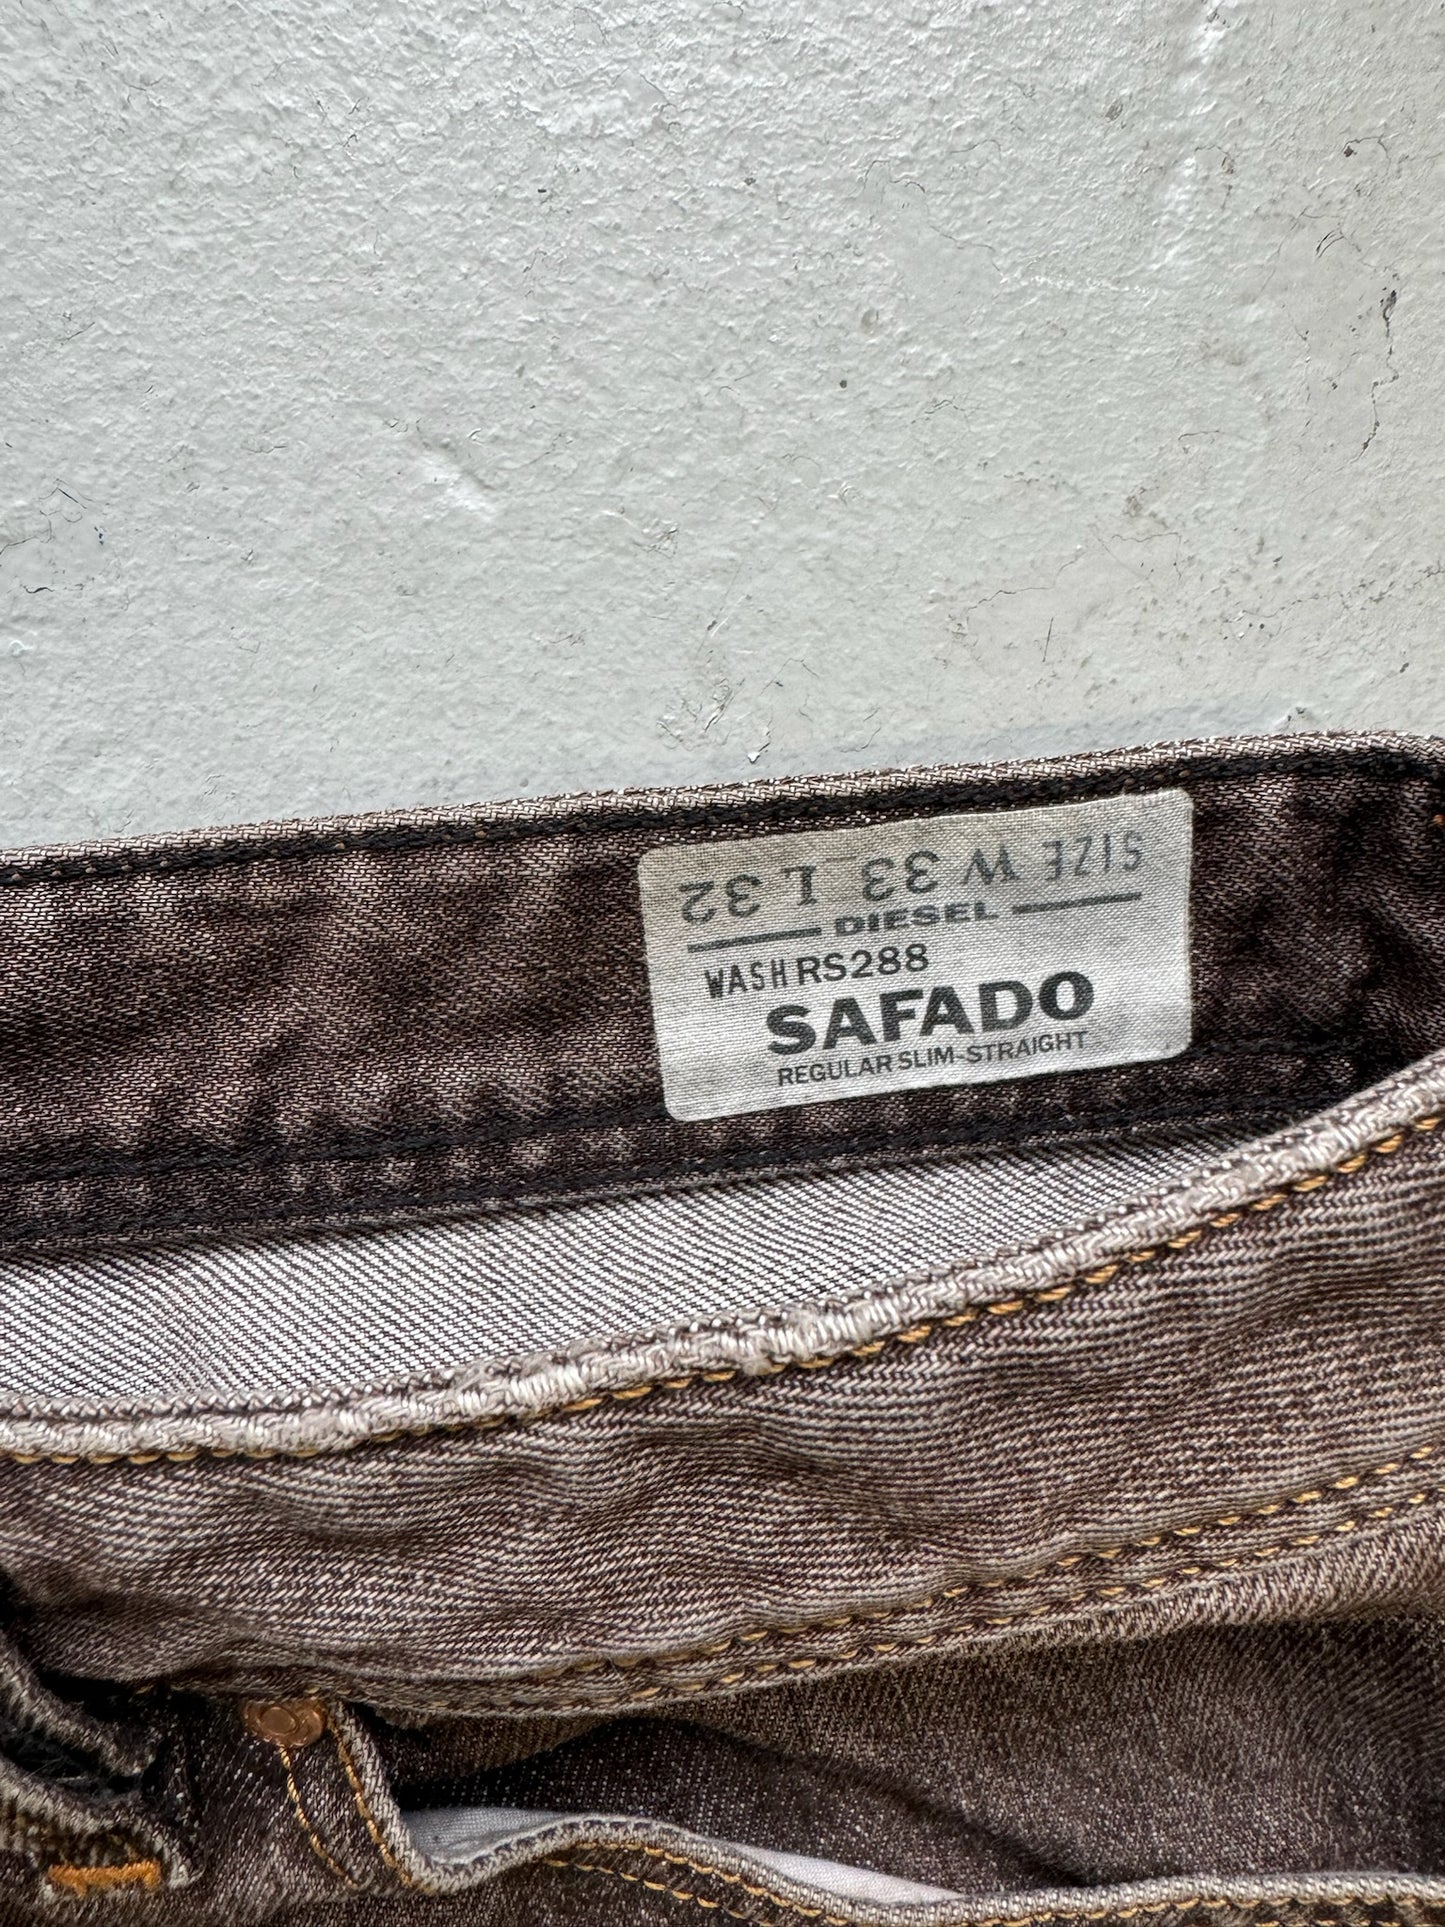 SIZE W 33 L 32
DIESEL
WASH RS288
SAFADO
REGULAR SLIM-STRAIGHT